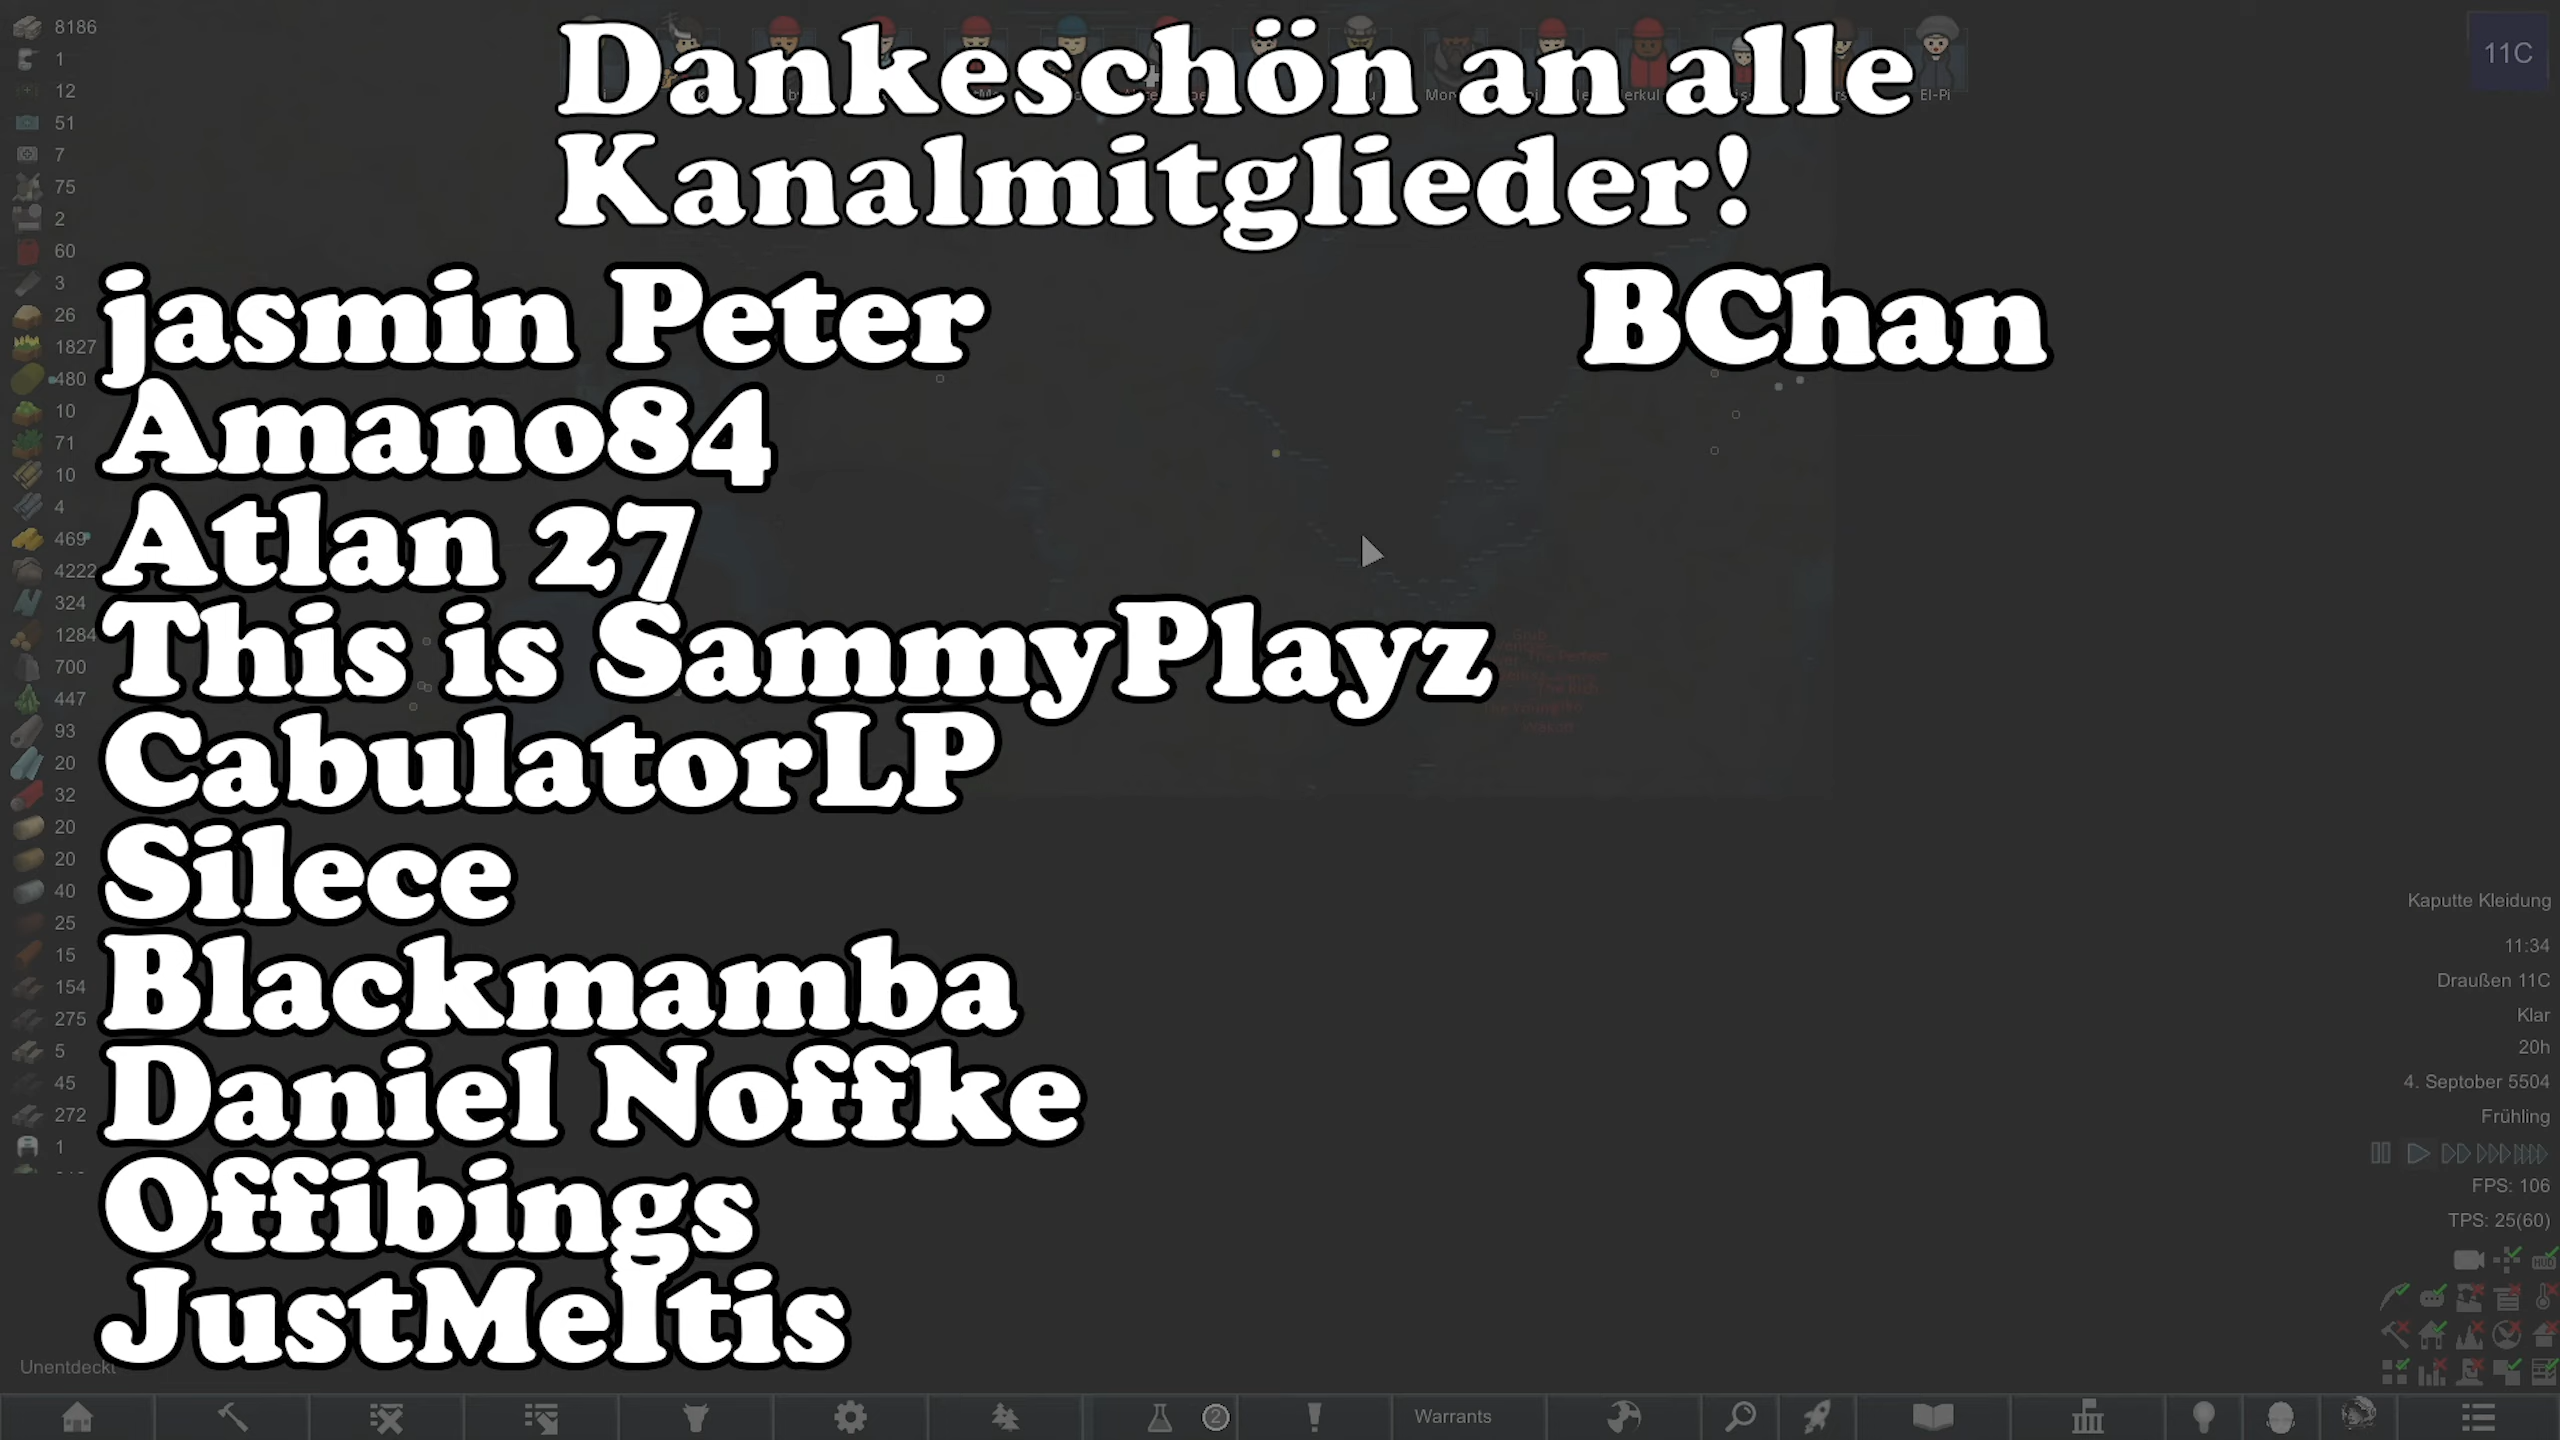 Dankeschön an alle
Kanalmitglieder!
jasmin Peter
BChan
Amano84
Atlan 27
This is SammyPlayz
CabulatorLP
Silece
Blackmamba
Daniel Noffke
Offibings
JustMeltis
8186
1
12
51
7
75
2
60
3
26
1827
480
10
71
10
4
469
4222
324
1284
700
447
93
20
32
20
20
40
25
15
154
275
5
45
272
1
Unentdeckt
El-Pi
11C
Kaputte Kleidung
11:34
Draußen 11C
Klar
20h
4. Septober 5504
Frühling
FPS: 106
TPS: 25(60)
2
Warrants